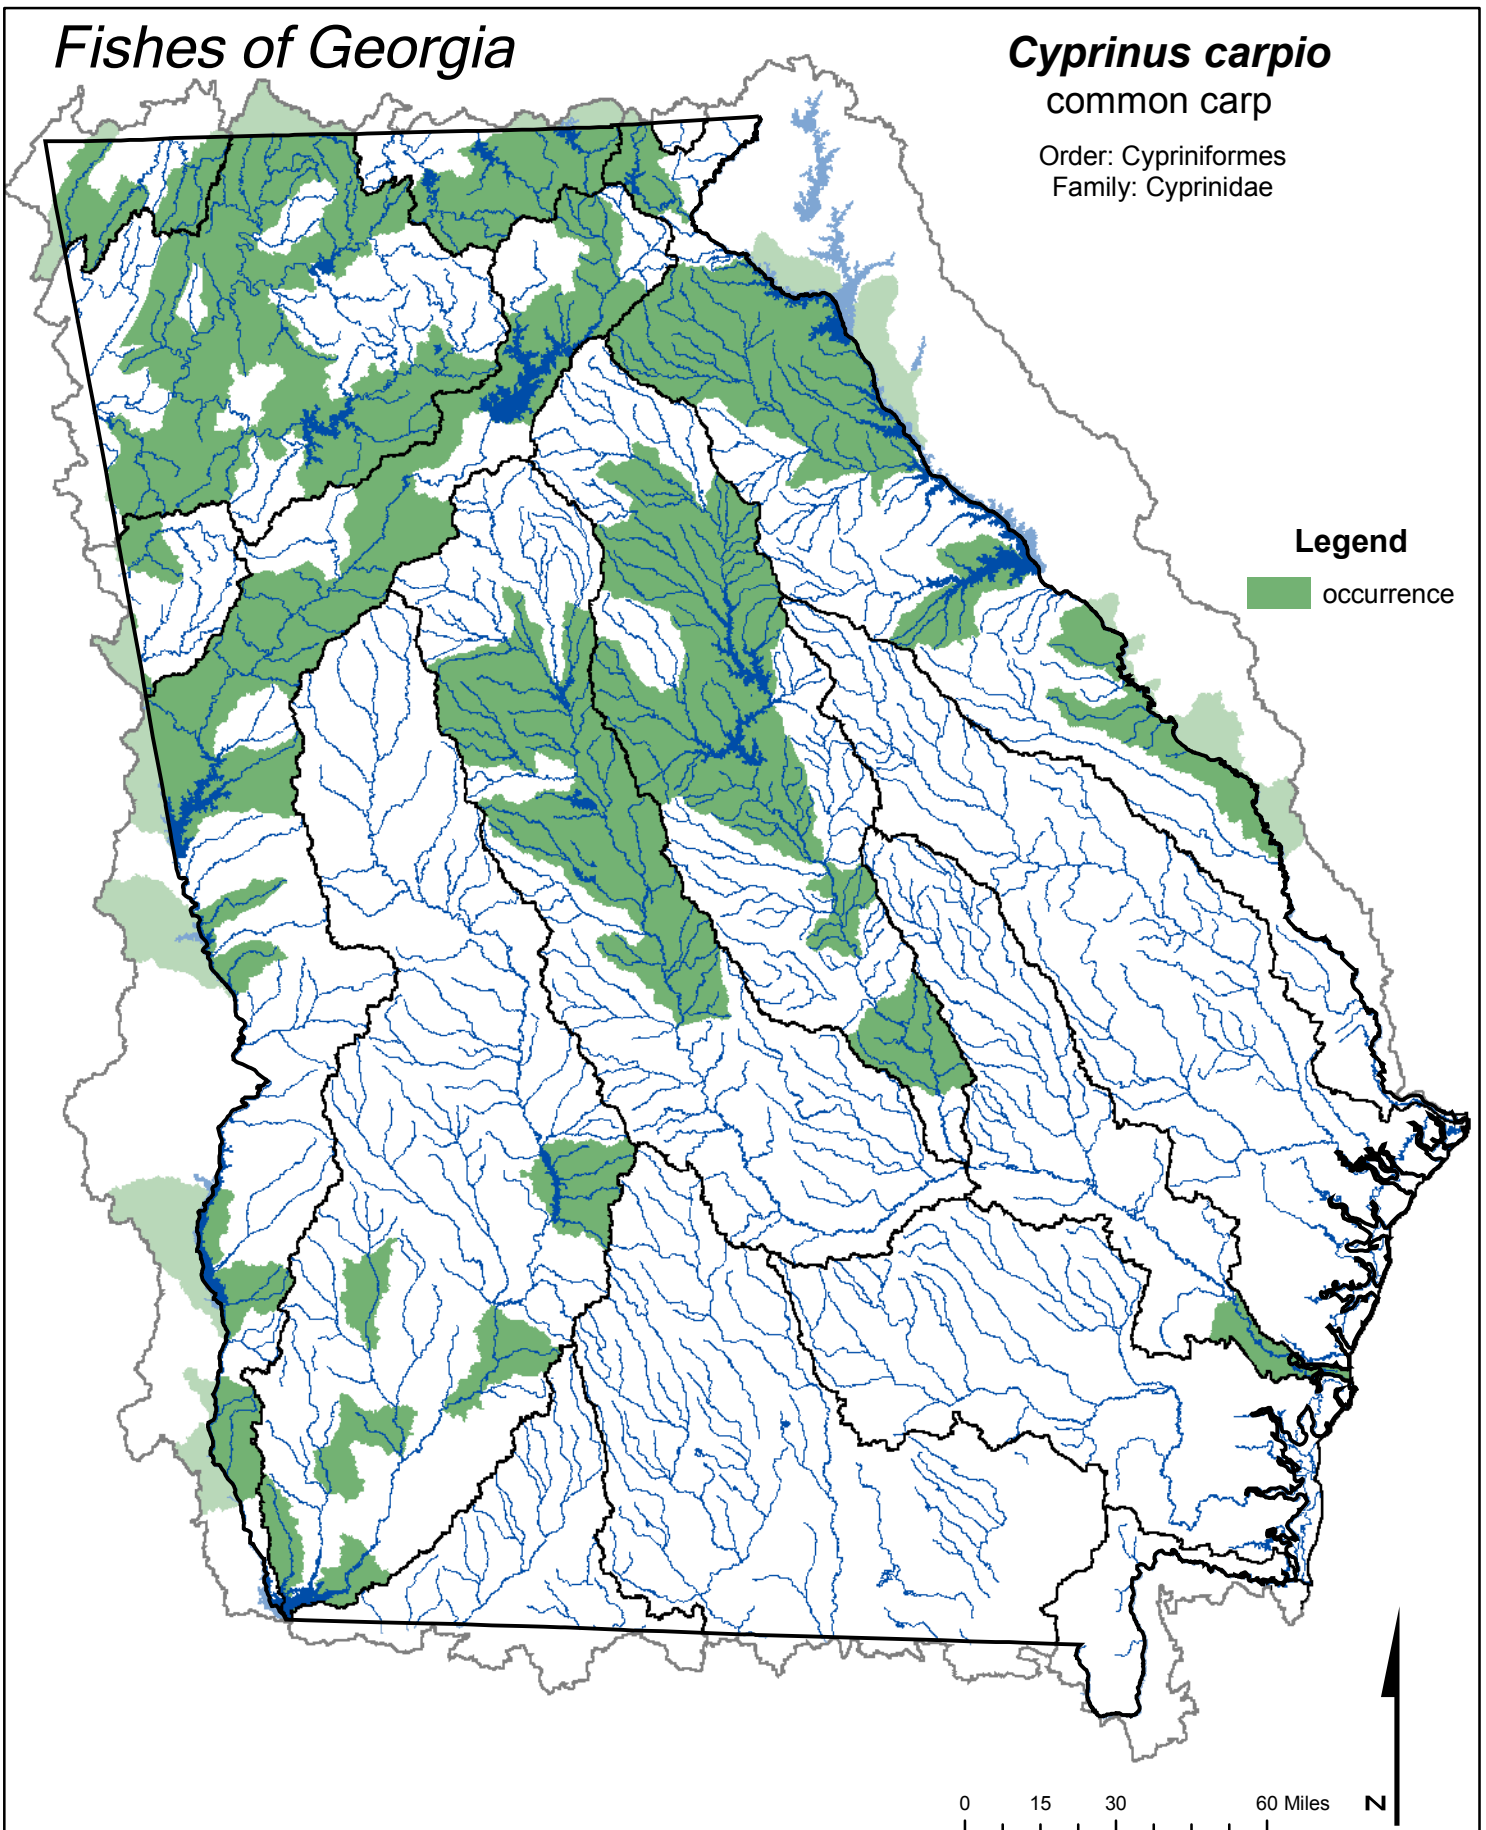 Fishes of Georgia
Cyprinus carpio
common carp
Order: Cypriniformes
Family: Cyprinidae
Legend
occurrence
0 15 30 60 Miles
N